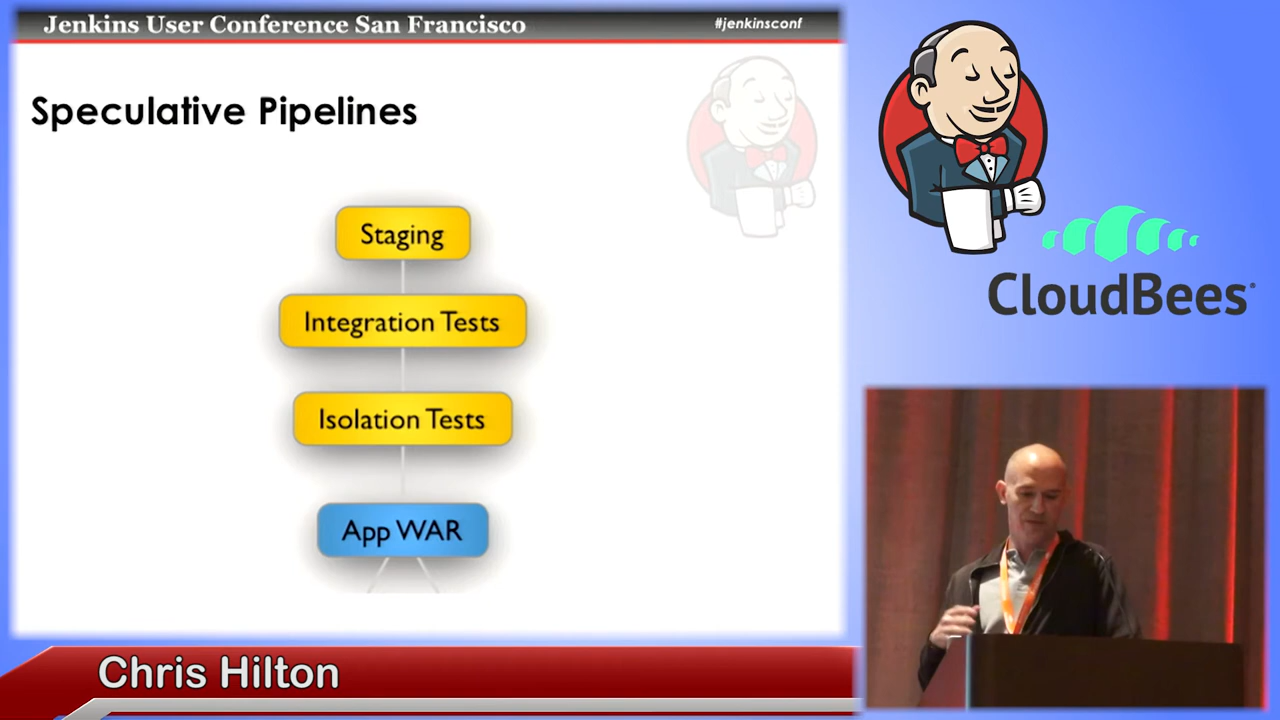 Jenkins User Conference San Francisco
#jenkinsconf
Speculative Pipelines
Staging
Integration Tests
Isolation Tests
App WAR
CloudBees
Chris Hilton